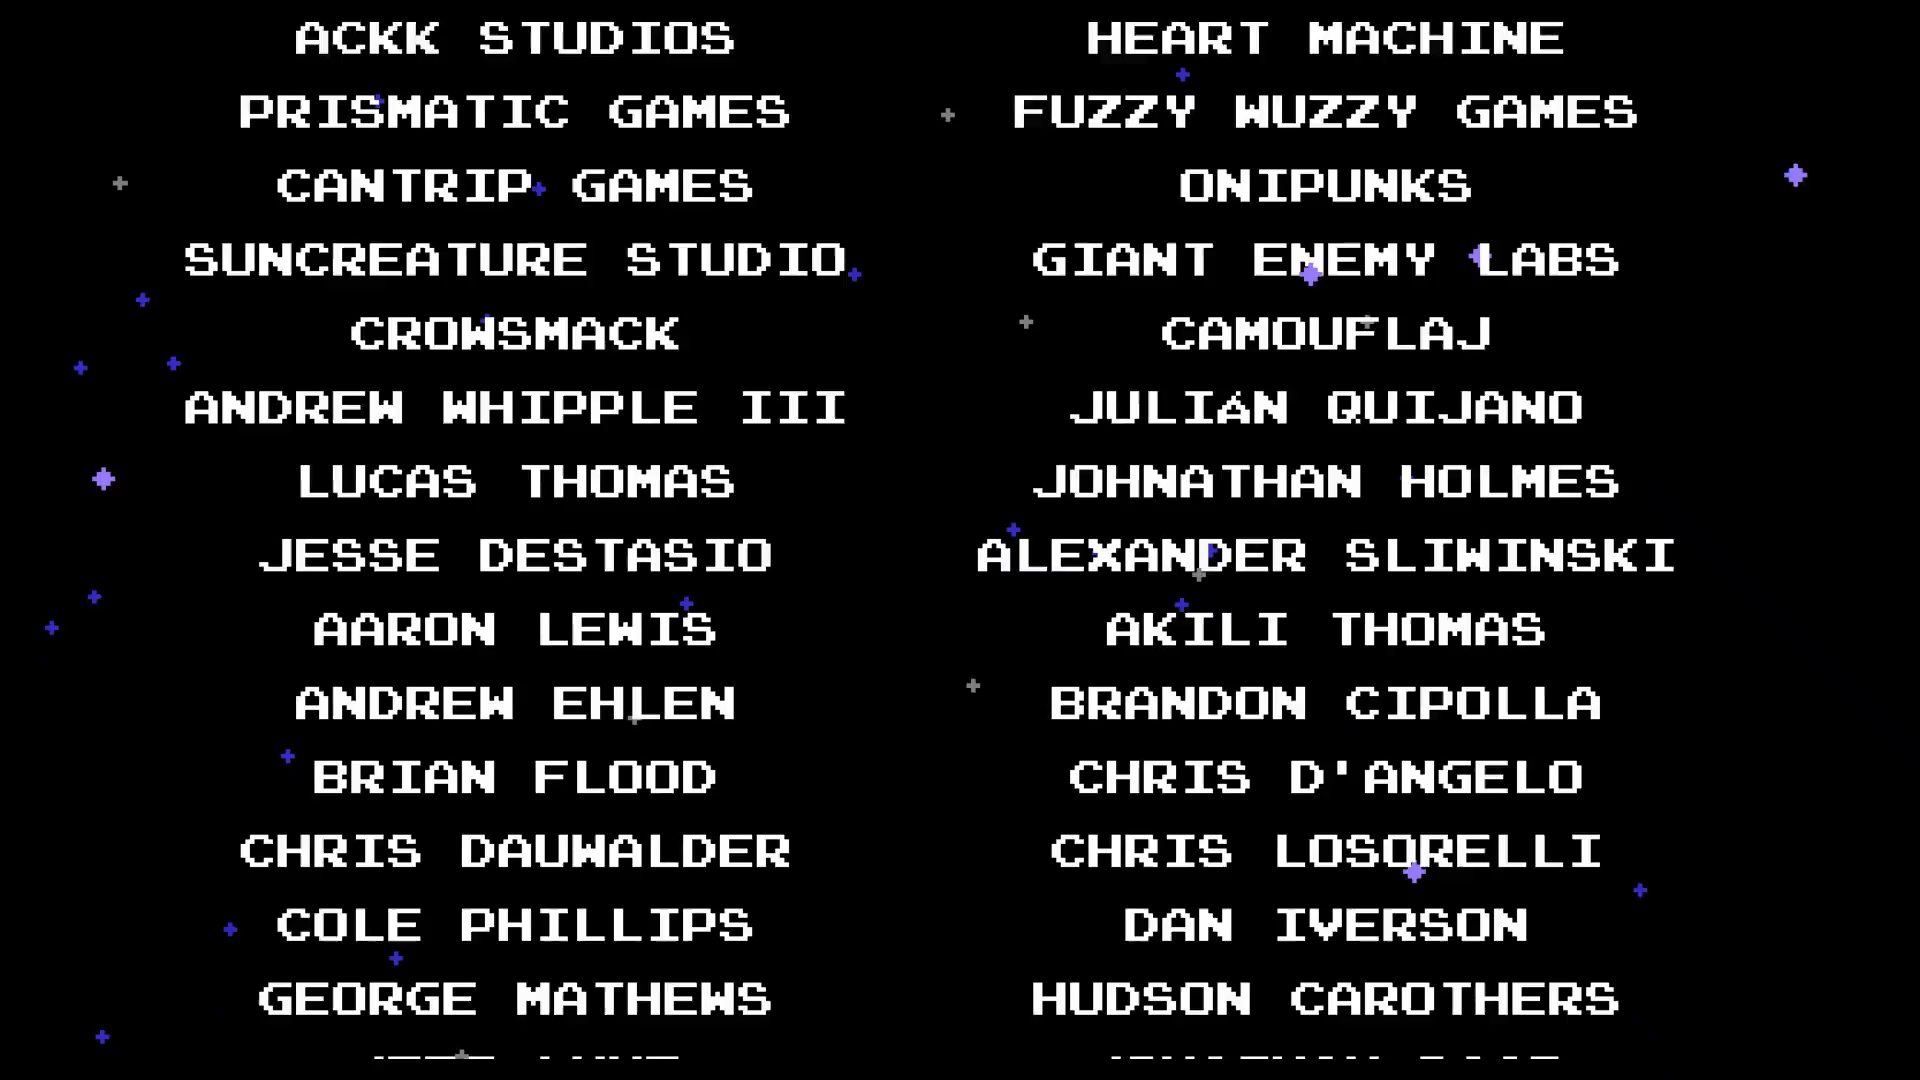 ACKK STUDIOS HEART MACHINE
PRISMATIC GAMES FUZZY WUZZY GAMES
CANTRIP GAMES ONIPUNKS
SUNCREATURE STUDIO GIANT ENEMY LABS
CROWSMACK CAMOUFLAJ
ANDREW WHIPPLE III JULIÁN QUIJANO
LUCAS THOMAS JOHNATHAN HOLMES
JESSE DESTASIO ALEXANDER SLIWINSKI
AARON LEWIS AKILI THOMAS
ANDREW EHLEN BRANDON CIPOLLA
BRIAN FLOOD CHRIS D'ANGELO
CHRIS DAUWALDER CHRIS LOSORELLI
COLE PHILLIPS DAN IVERSON
GEORGE MATHEWS HUDSON CAROTHERS